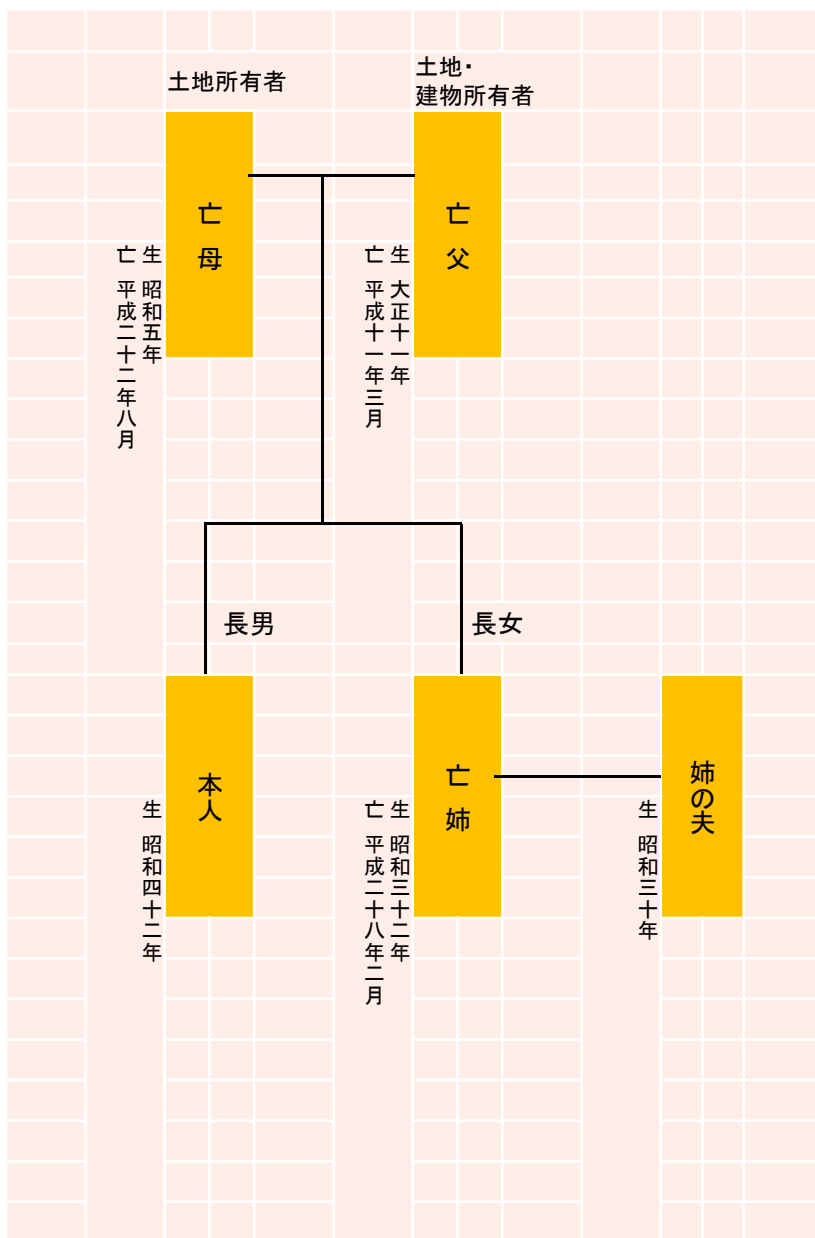 土地所有者
土地・
建物所有者
亡母
生 昭和五年
亡 平成二十二年八月
亡父
生 大正十一年
亡 平成十一年三月
長男
長女
本人
生 昭和四十二年
亡姉
生 昭和三十二年
亡 平成二十八年二月
姉の夫
生 昭和三十年